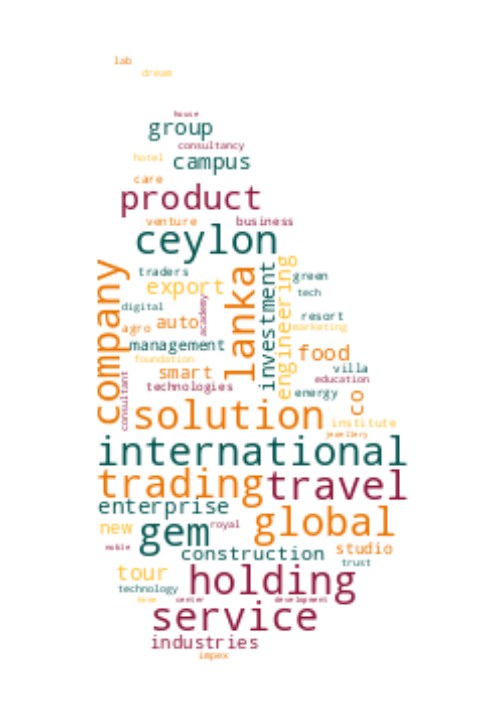 lab
dream
house
group
consultancy
hotel
campus
care
product
venture
business
ceylon
traders
company
lanka
investment
engineering
green
export
tech
academy
digital
resort
agro
auto
marketing
management
food
foundation
villa
smart
consultant
education
technologies
energy
co
solution
institute
jewellery
international
trading
travel
enterprise
new
gem
royal
global
noble
construction
studio
trust
tour
holding
technology
home
center
development
service
industries
impex